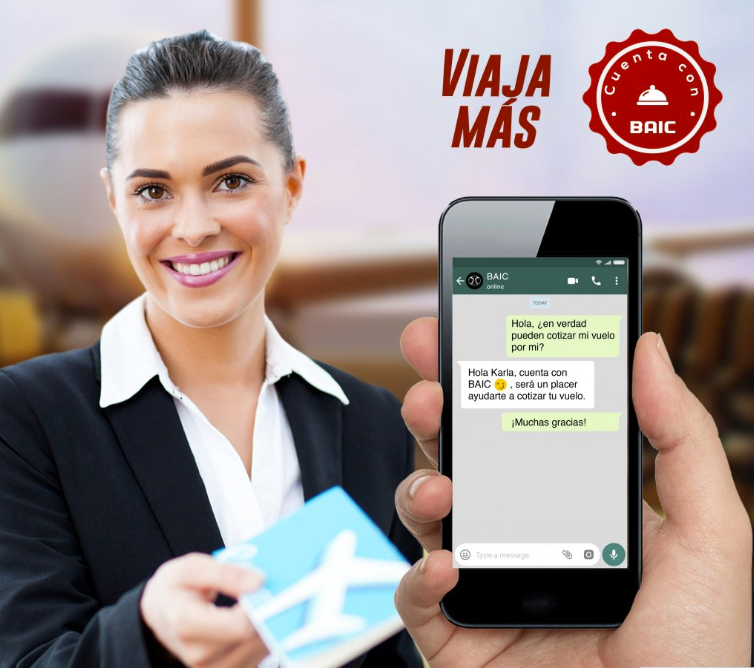 VIAJA
MÁS
Cuenta con
BAIC
BAIC
online
TODAY
Hola, ¿en verdad
pueden cotizar mi vuelo
por mi?
Hola Karla, cuenta con
BAIC 😏 , será un placer
ayudarte a cotizar tu vuelo.
¡Muchas gracias!
Type a message